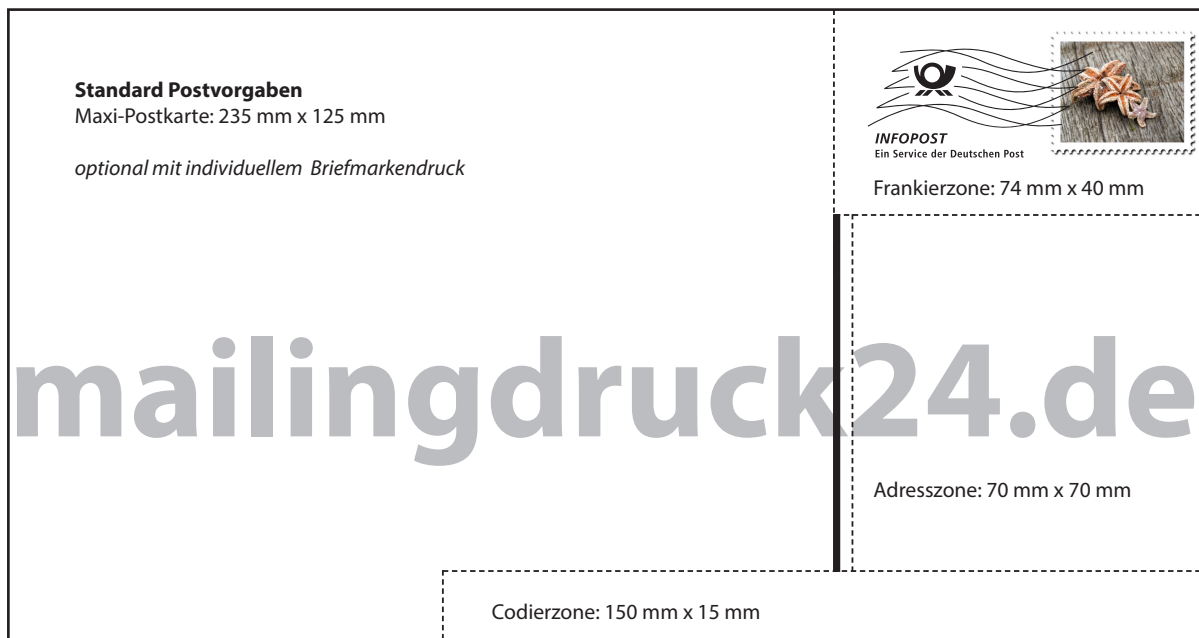 Standard Postvorgaben
Maxi-Postkarte: 235 mm x 125 mm
optional mit individuellem Briefmarkendruck
INFOPOST
Ein Service der Deutschen Post
Frankierzone: 74 mm x 40 mm
mailingdruck24.de
Adresszone: 70 mm x 70 mm
Codierzone: 150 mm x 15 mm